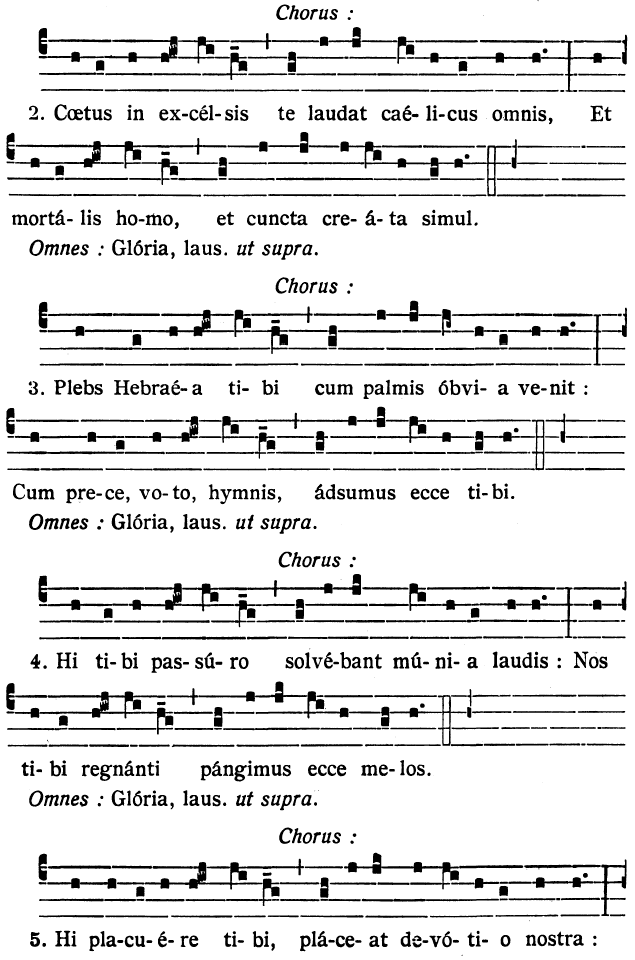 Chorus :
2. Cœtus in ex-cél-sis te laudat caé-li-cus omnis, Et
mortá-lis ho-mo, et cuncta cre-á-ta simul.
Omnes : Glória, laus. ut supra.
Chorus :
3. Plebs Hebraé-a ti-bi cum palmis óbvi-a ve-nit :
Cum pre-ce, vo-to, hymnis, ádsumus ecce ti-bi.
Omnes : Glória, laus. ut supra.
Chorus :
4. Hi ti-bi pas-sú-ro solvé-bant mú-ni-a laudis : Nos
ti-bi regnánti pángimus ecce me-los.
Omnes : Glória, laus. ut supra.
Chorus :
5. Hi pla-cu-é-re ti-bi, plá-ce-at de-vó-ti-o nostra :